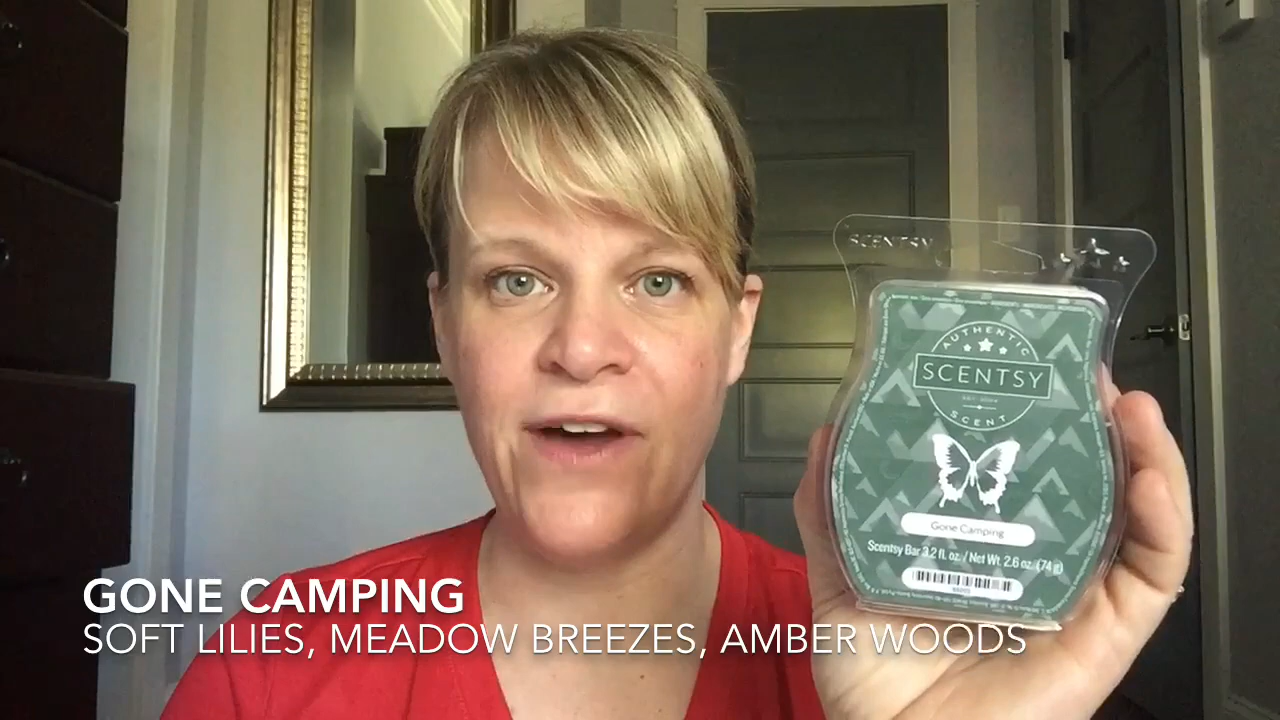 SCENTSY
AUTHENTIC
SCENTSY
SCENT
Gone Camping
Scentsy Bar 3.2 fl. oz. / Net Wt. 2.6 oz. (74 g)
GONE CAMPING
SOFT LILIES, MEADOW BREEZES, AMBER WOODS